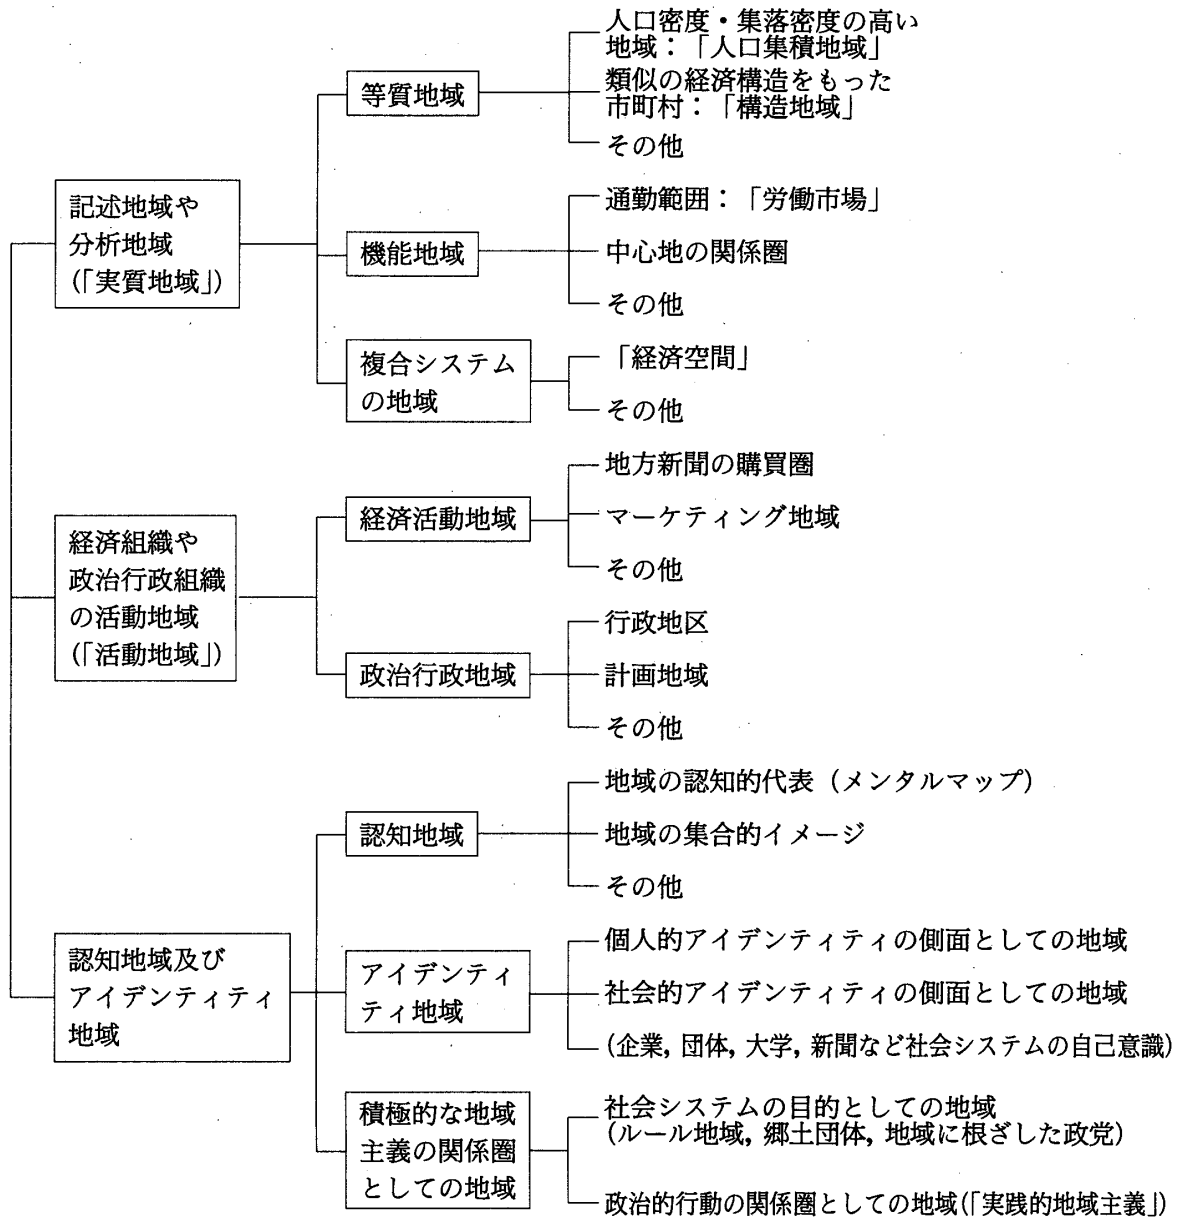 人口密度・集落密度の高い
地域：「人口集積地域」
等質地域
類似の経済構造をもった
市町村：「構造地域」
その他
記述地域や
分析地域
(「実質地域」)
通勤範囲：「労働市場」
機能地域
中心地の関係圏
その他
複合システム
の地域
「経済空間」
その他
経済組織や
政治行政組織
の活動地域
(「活動地域」)
地方新聞の購買圏
経済活動地域
マーケティング地域
その他
行政地区
政治行政地域
計画地域
その他
地域の認知的代表（メンタルマップ）
認知地域
地域の集合的イメージ
その他
認知地域及び
アイデンティティ
地域
個人的アイデンティティの側面としての地域
アイデンティ
ティ地域
社会的アイデンティティの側面としての地域
(企業, 団体, 大学, 新聞など社会システムの自己意識)
積極的な地域
主義の関係圏
としての地域
社会システムの目的としての地域
(ルール地域, 郷土団体, 地域に根ざした政党)
政治的行動の関係圏としての地域(「実践的地域主義」)